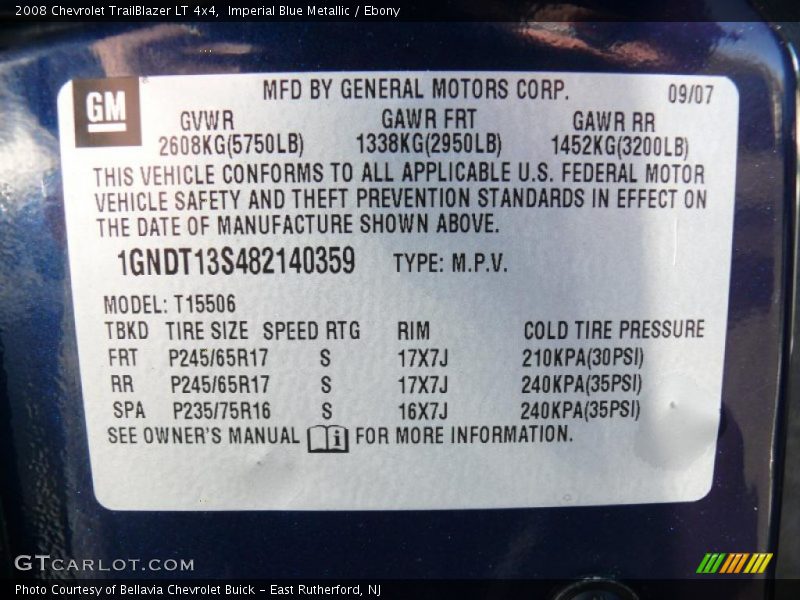 2008 Chevrolet TrailBlazer LT 4x4,  Imperial Blue Metallic / Ebony
GM
MFD BY GENERAL MOTORS CORP. 09/07
GVWR GAWR FRT GAWR RR
2608KG(5750LB) 1338KG(2950LB) 1452KG(3200LB)
THIS VEHICLE CONFORMS TO ALL APPLICABLE U.S. FEDERAL MOTOR
VEHICLE SAFETY AND THEFT PREVENTION STANDARDS IN EFFECT ON
THE DATE OF MANUFACTURE SHOWN ABOVE.
1GNDT13S482140359 TYPE: M.P.V.
MODEL: T15506
TBKD TIRE SIZE SPEED RTG RIM COLD TIRE PRESSURE
FRT P245/65R17 S 17X7J 210KPA(30PSI)
RR P245/65R17 S 17X7J 240KPA(35PSI)
SPA P235/75R16 S 16X7J 240KPA(35PSI)
SEE OWNER'S MANUAL i FOR MORE INFORMATION.
GTCARLOT.COM
Photo Courtesy of Bellavia Chevrolet Buick - East Rutherford, NJ